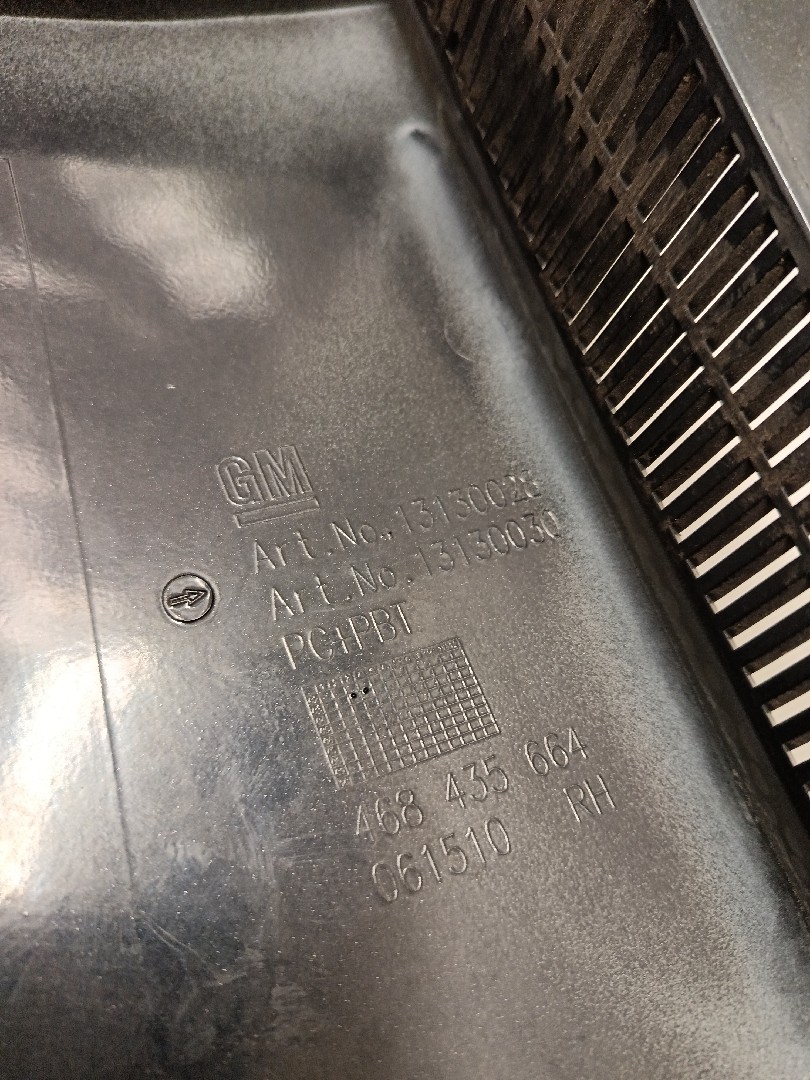 GM
Art.No. 13130028
Art.No. 13130030
PC+PBT
468 435 664
061510 RH